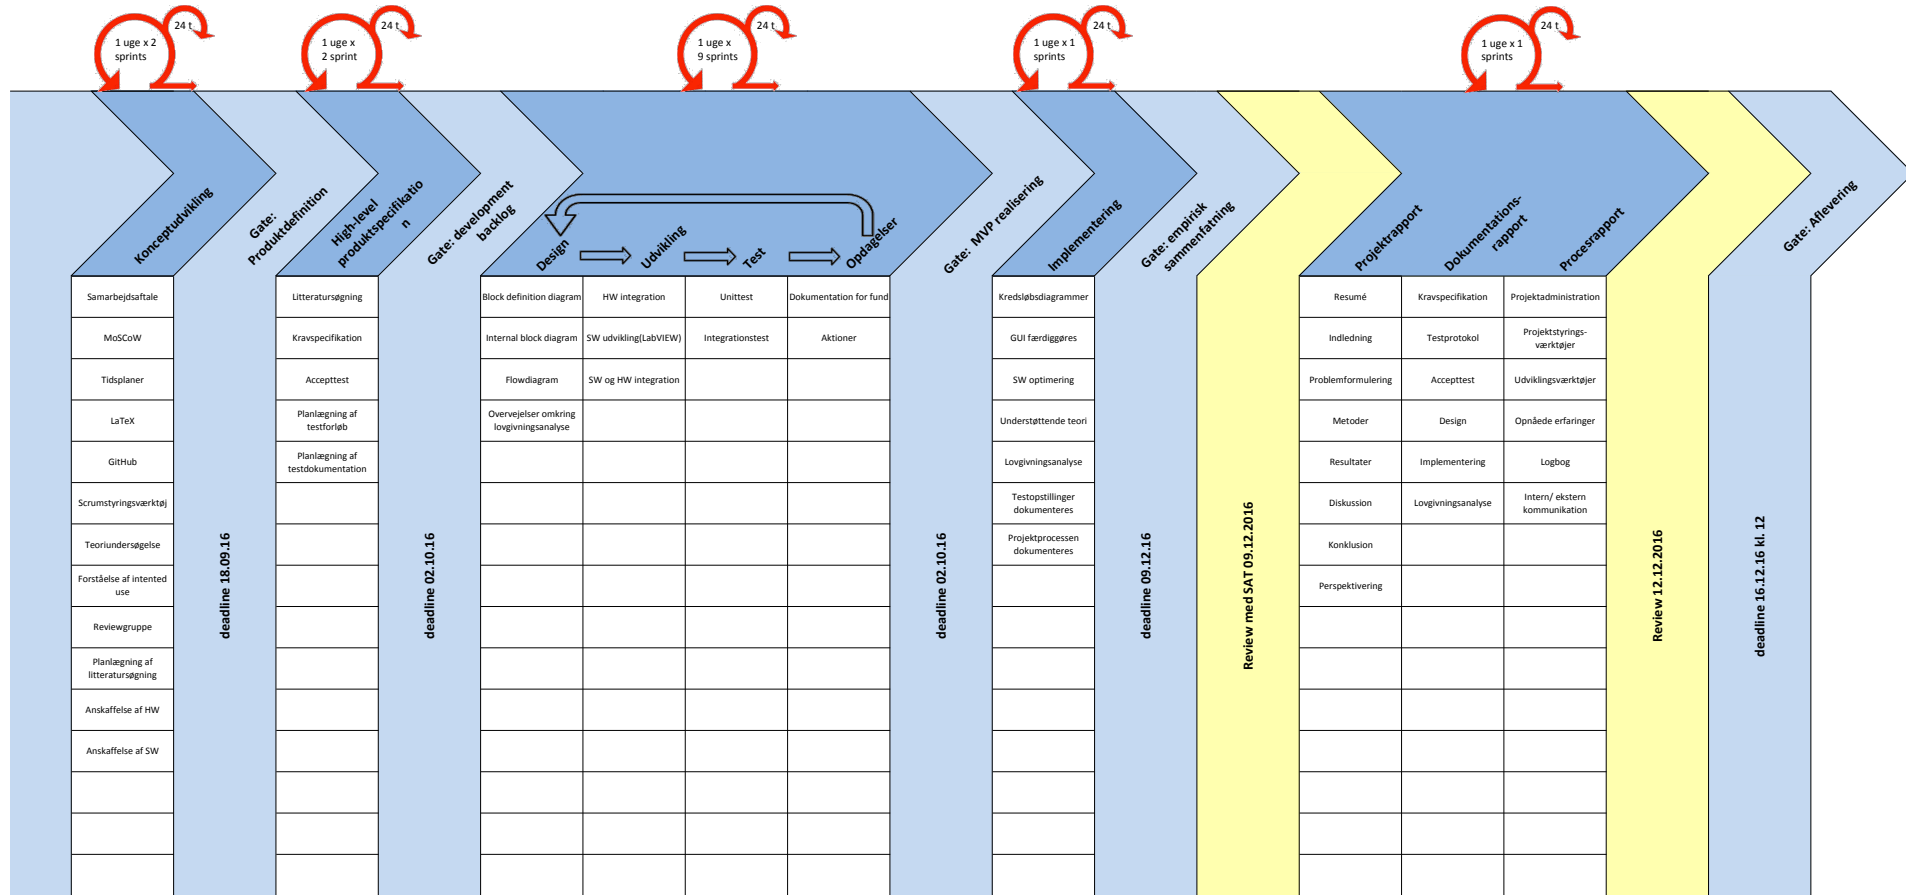 1 uge x 2
sprints
24 t
1 uge x
2 sprint
24 t
1 uge x
9 sprints
24 t
1 uge x 1
sprints
24 t
1 uge x 1
sprints
24 t
Konceptudvikling
Gate:
Produktdefinition
High-level
produktspecifikatio
n
Gate: development
backlog
Design
Udvikling
Test
Opdagelser
Gate: MVP realisering
Implementering
Gate: empirisk
sammenfatning
Projektrapport
Dokumentations-
rapport
Procesrapport
Gate: Aflevering
Samarbejdsaftale
MoSCoW
Tidsplaner
LaTeX
GitHub
Scrumstyringsværktøj
Teoriundersøgelse
Forståelse af intented
use
Reviewgruppe
Planlægning af
litteratursøgning
Anskaffelse af HW
Anskaffelse af SW
deadline 18.09.16
Litteratursøgning
Kravspecifikation
Accepttest
Planlægning af
testforløb
Planlægning af
testdokumentation
deadline 02.10.16
Block definition diagram
Internal block diagram
Flowdiagram
Overvejelser omkring
lovgivningsanalyse
HW integration
SW udvikling(LabVIEW)
SW og HW integration
Unittest
Integrationstest
Dokumentation for fund
Aktioner
deadline 02.10.16
Kredsløbsdiagrammer
GUI færdiggøres
SW optimering
Understøttende teori
Lovgivningsanalyse
Testopstillinger
dokumenteres
Projektprocessen
dokumenteres
deadline 09.12.16
Review med SAT 09.12.2016
Resumé
Indledning
Problemformulering
Metoder
Resultater
Diskussion
Konklusion
Perspektivering
Kravspecifikation
Testprotokol
Accepttest
Design
Implementering
Lovgivningsanalyse
Projektadministration
Projektstyrings-
værktøjer
Udviklingsværktøjer
Opnåede erfaringer
Logbog
Intern/ ekstern
kommunikation
Review 12.12.2016
deadline 16.12.16 kl. 12